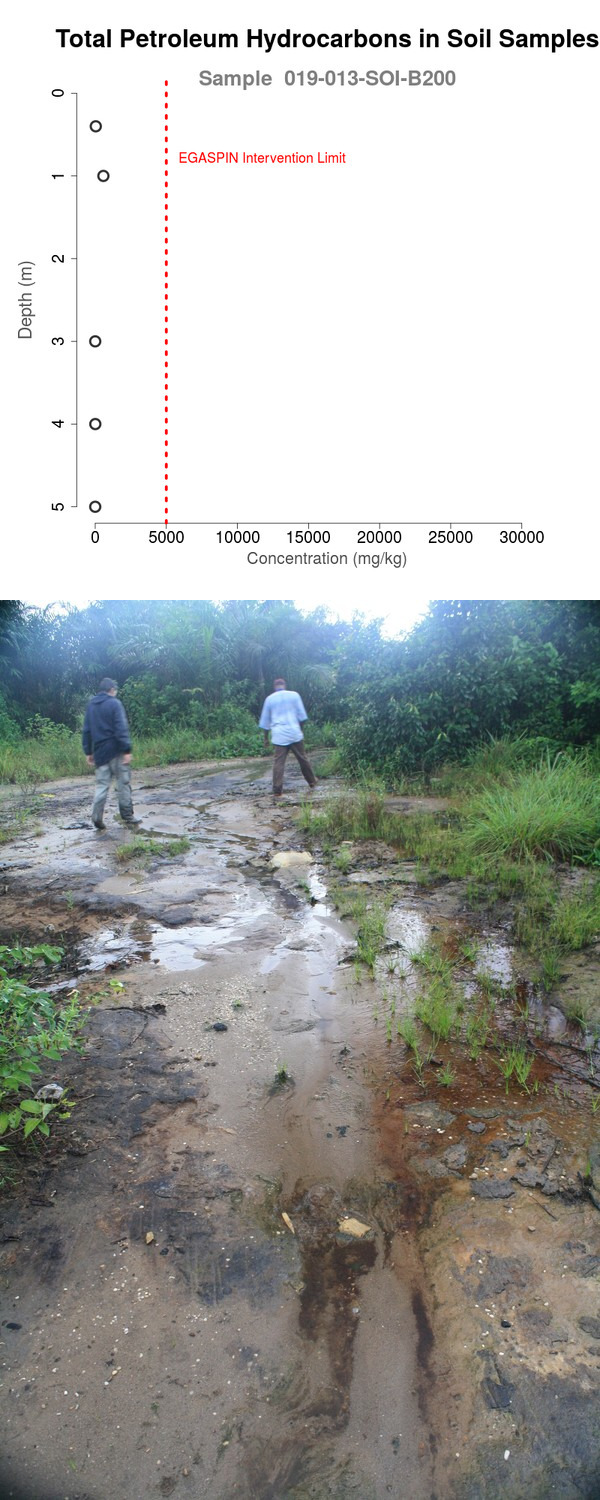 Total Petroleum Hydrocarbons in Soil Samples
Sample 019-013-SOI-B200
EGASPIN Intervention Limit
Depth (m)
0
1
2
3
4
5
0 5000 10000 15000 20000 25000 30000
Concentration (mg/kg)